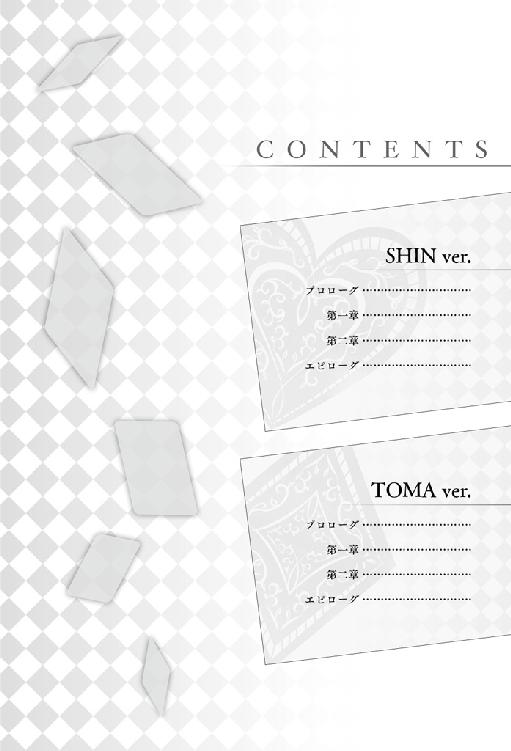 CONTENTS
SHIN ver.
プロローグ
第一章
第二章
エピローグ
TOMA ver.
プロローグ
第一章
第二章
エピローグ